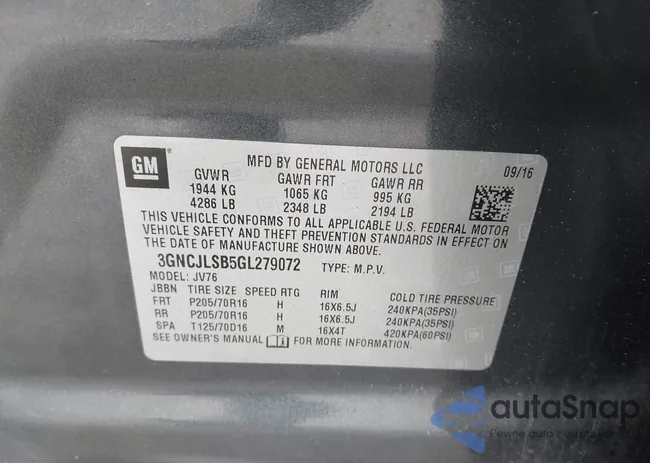 GM
MFD BY GENERAL MOTORS LLC
09/16
GVWR GAWR FRT GAWR RR
1944 KG 1065 KG 995 KG
4286 LB 2348 LB 2194 LB
THIS VEHICLE CONFORMS TO ALL APPLICABLE U.S. FEDERAL MOTOR
VEHICLE SAFETY AND THEFT PREVENTION STANDARDS IN EFFECT ON
THE DATE OF MANUFACTURE SHOWN ABOVE.
3GNCJLSB5GL279072 TYPE: M.P.V.
MODEL: JV76
JBBN TIRE SIZE SPEED RTG RIM COLD TIRE PRESSURE
FRT P205/70R16 H 16X6.5J 240KPA(35PSI)
RR P205/70R16 H 16X6.5J 240KPA(35PSI)
SPA T125/70D16 M 16X4T 420KPA(60PSI)
SEE OWNER'S MANUAL i FOR MORE INFORMATION.
autaSnap
Pewne auto z autasnap